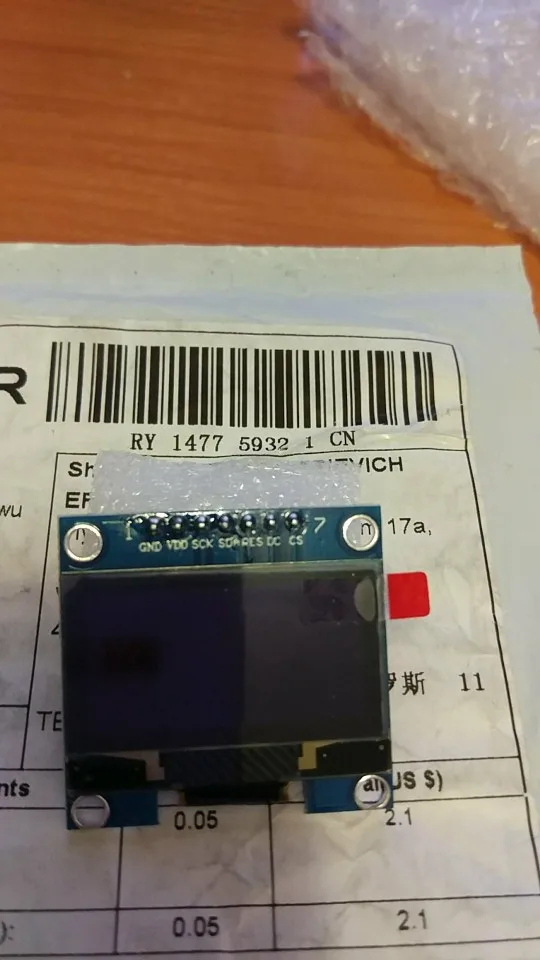 R
RY 1477 5932 1 CN
Sh
EVICH
EF
wu
n 17a,
1 7
GND VDD SCK SDA RES DC CS
罗斯 11
TE
nts
US $)
0.05 2.1
): 0.05 2.1